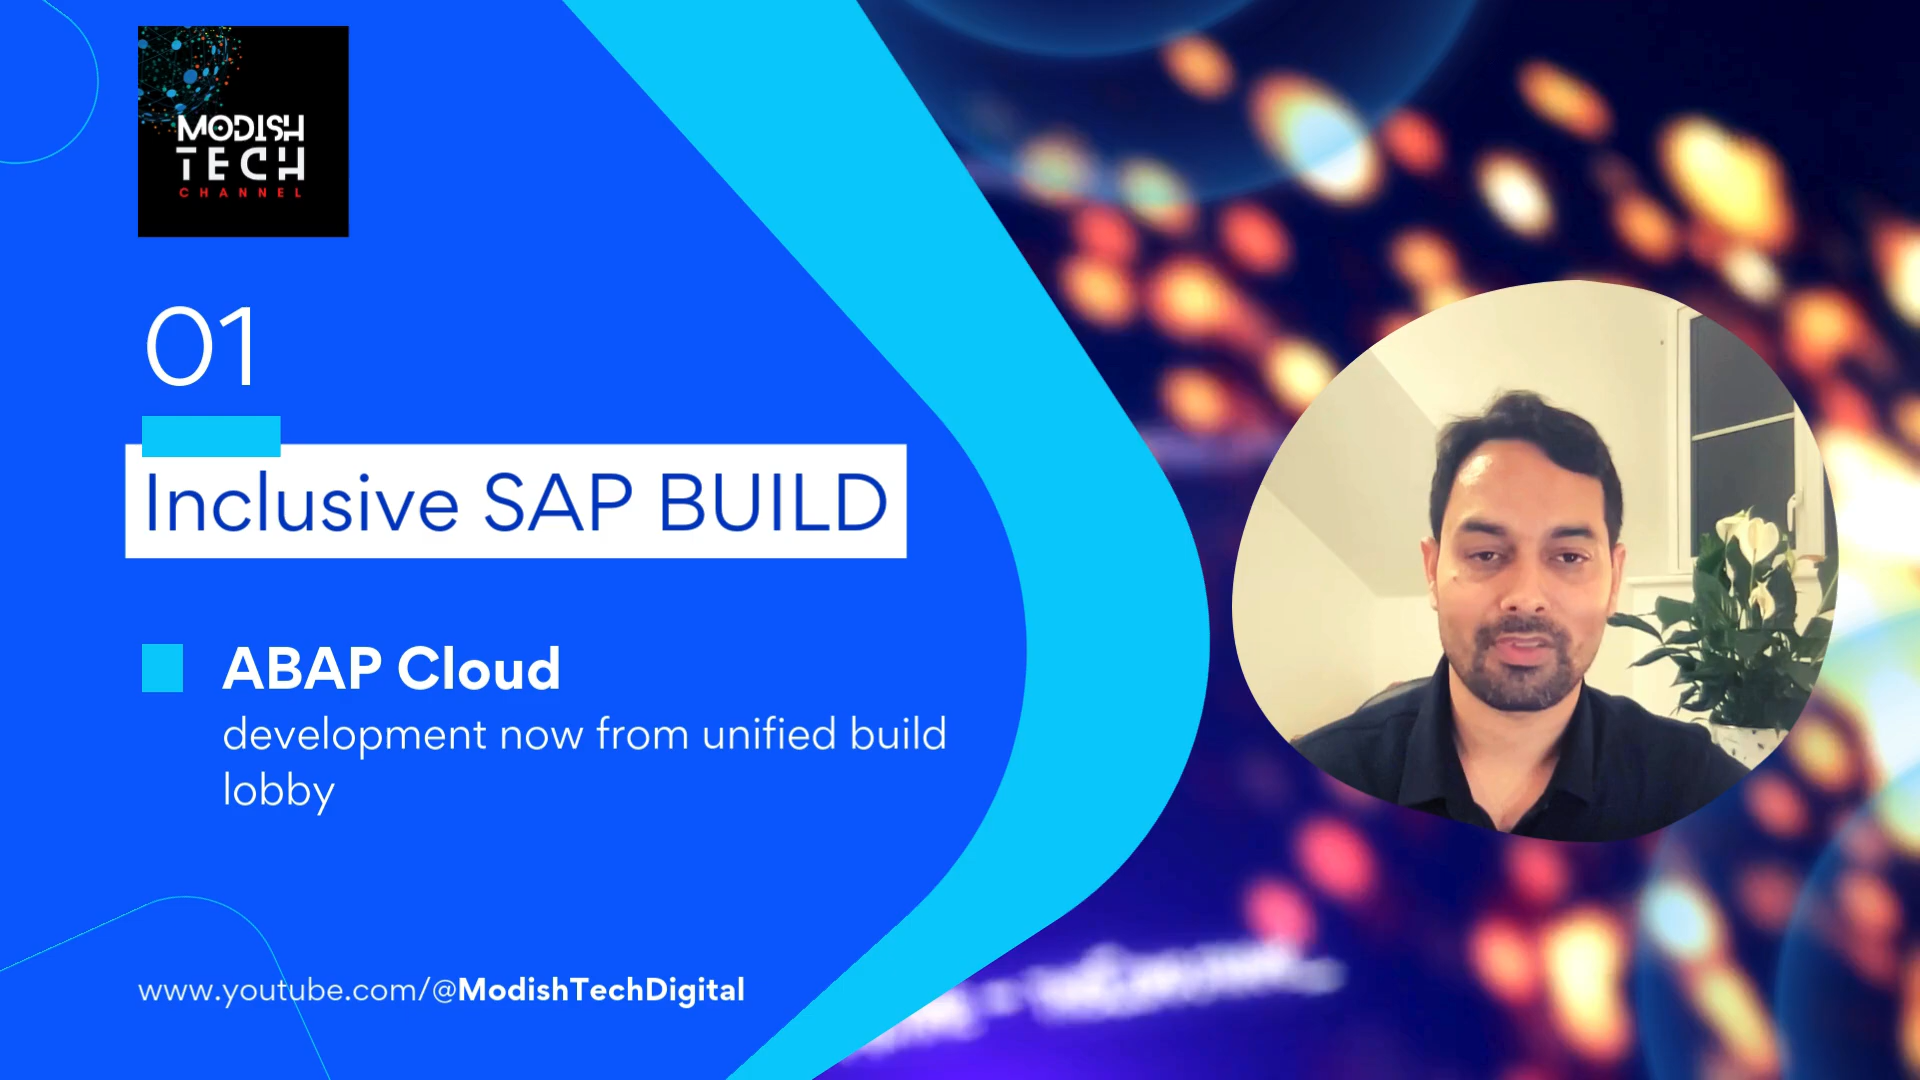 MODISH
TECH
CHANNEL
01
Inclusive SAP BUILD
ABAP Cloud
development now from unified build
lobby
www.youtube.com/@ModishTechDigital